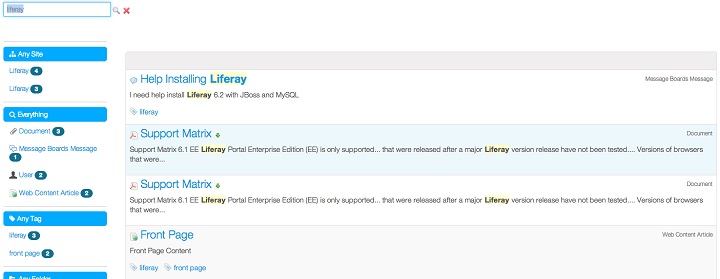 liferay
Any Site
Liferay 4
Liferay 3
Everything
Document 3
Message Boards Message
1
User 2
Web Content Article 2
Any Tag
liferay 3
front page 2
Any Folder
Help Installing Liferay
Message Boards Message
I need help install Liferay 6.2 with JBoss and MySQL
liferay
Support Matrix
Document
Support Matrix 6.1 EE Liferay Portal Enterprise Edition (EE) is only supported... that were released after a major Liferay version release have not been tested.... Versions of browsers
that were...
Support Matrix
Document
Support Matrix 6.1 EE Liferay Portal Enterprise Edition (EE) is only supported... that were released after a major Liferay version release have not been tested.... Versions of browsers
that were...
Front Page
Web Content Article
Front Page Content
liferay front page